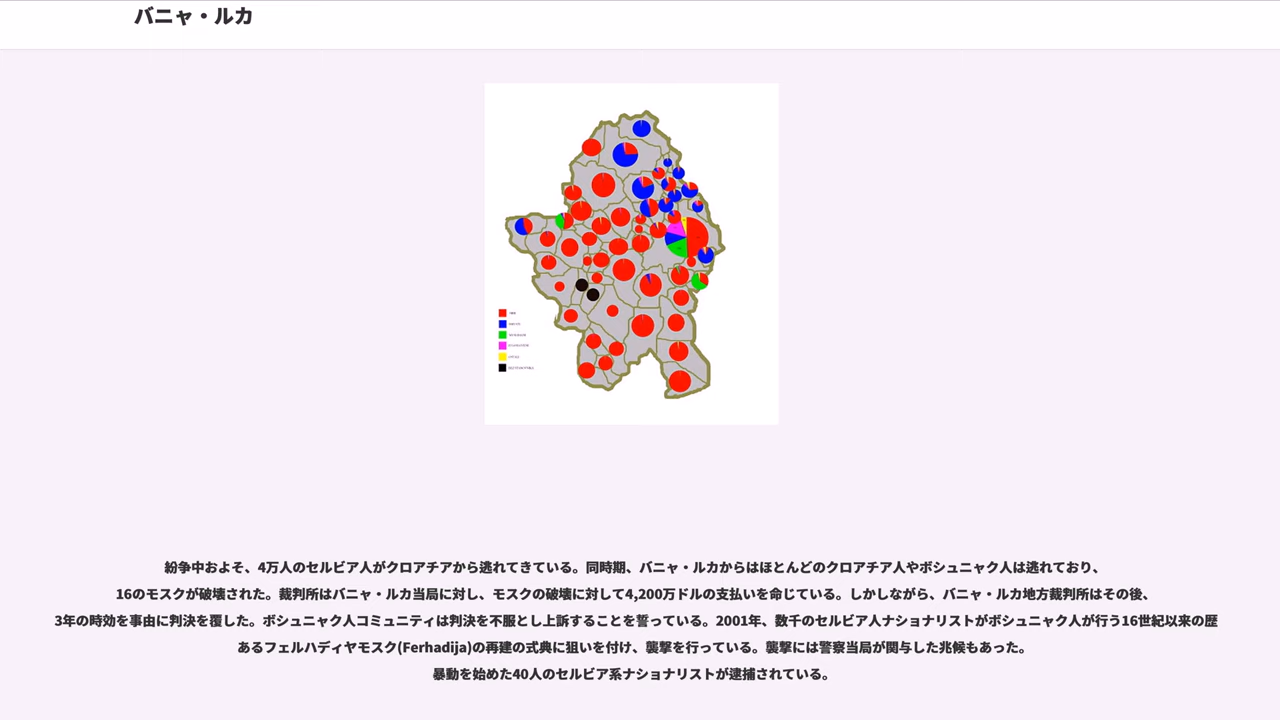 バニャ・ルカ
紛争中およそ、4万人のセルビア人がクロアチアから逃れてきている。同時期、バニャ・ルカからはほとんどのクロアチア人やボシュニャク人は逃れており、
16のモスクが破壊された。裁判所はバニャ・ルカ当局に対し、モスクの破壊に対して4,200万ドルの支払いを命じている。しかしながら、バニャ・ルカ地方裁判所はその後、
3年の時効を事由に判決を覆した。ボシュニャク人コミュニティは判決を不服とし上訴することを誓っている。2001年、数千のセルビア人ナショナリストがボシュニャク人が行う16世紀以来の歴
あるフェルハディヤモスク(Ferhadija)の再建の式典に狙いを付け、襲撃を行っている。襲撃には警察当局が関与した兆候もあった。
暴動を始めた40人のセルビア系ナショナリストが逮捕されている。